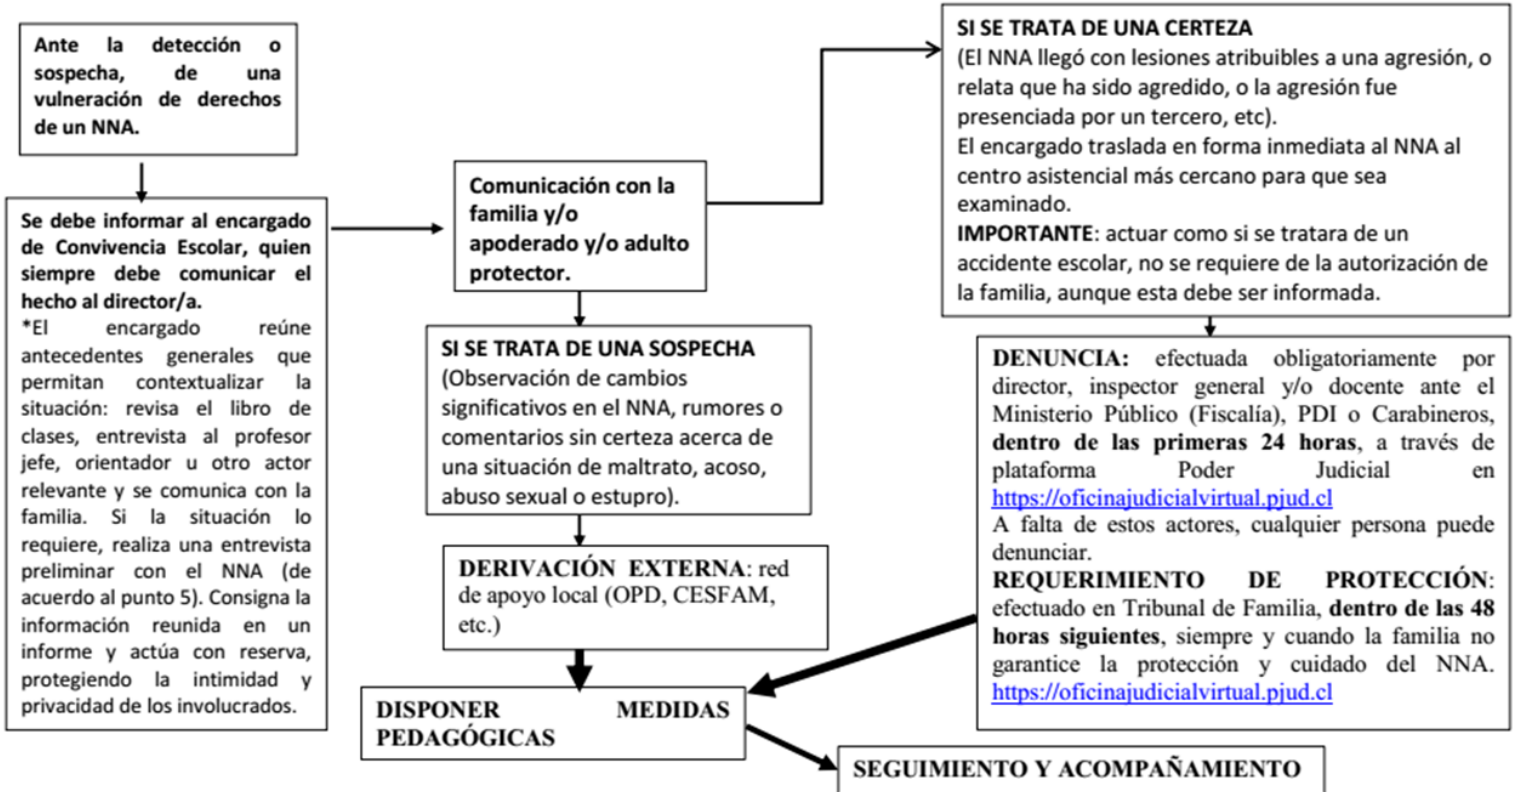 Ante la detección o
sospecha, de una
vulneración de derechos
de un NNA.
Se debe informar al encargado
de Convivencia Escolar, quien
siempre debe comunicar el
hecho al director/a.
*El encargado reúne
antecedentes generales que
permitan contextualizar la
situación: revisa el libro de
clases, entrevista al profesor
jefe, orientador u otro actor
relevante y se comunica con la
familia. Si la situación lo
requiere, realiza una entrevista
preliminar con el NNA (de
acuerdo al punto 5). Consigna la
información reunida en un
informe y actúa con reserva,
protegiendo la intimidad y
privacidad de los involucrados.
Comunicación con la
familia y/o
apoderado y/o adulto
protector.
SI SE TRATA DE UNA SOSPECHA
(Observación de cambios
significativos en el NNA, rumores o
comentarios sin certeza acerca de
una situación de maltrato, acoso,
abuso sexual o estupro).
DERIVACIÓN EXTERNA: red
de apoyo local (OPD, CESFAM,
etc.)
SI SE TRATA DE UNA CERTEZA
(El NNA llegó con lesiones atribuibles a una agresión, o
relata que ha sido agredido, o la agresión fue
presenciada por un tercero, etc).
El encargado traslada en forma inmediata al NNA al
centro asistencial más cercano para que sea
examinado.
IMPORTANTE: actuar como si se tratara de un
accidente escolar, no se requiere de la autorización de
la familia, aunque esta debe ser informada.
DENUNCIA: efectuada obligatoriamente por
director, inspector general y/o docente ante el
Ministerio Público (Fiscalía), PDI o Carabineros,
dentro de las primeras 24 horas, a través de
plataforma Poder Judicial en
https://oficinajudicialvirtual.pjud.cl
A falta de estos actores, cualquier persona puede
denunciar.
REQUERIMIENTO DE PROTECCIÓN:
efectuado en Tribunal de Familia, dentro de las 48
horas siguientes, siempre y cuando la familia no
garantice la protección y cuidado del NNA.
https://oficinajudicialvirtual.pjud.cl
DISPONER MEDIDAS
PEDAGÓGICAS
SEGUIMIENTO Y ACOMPAÑAMIENTO